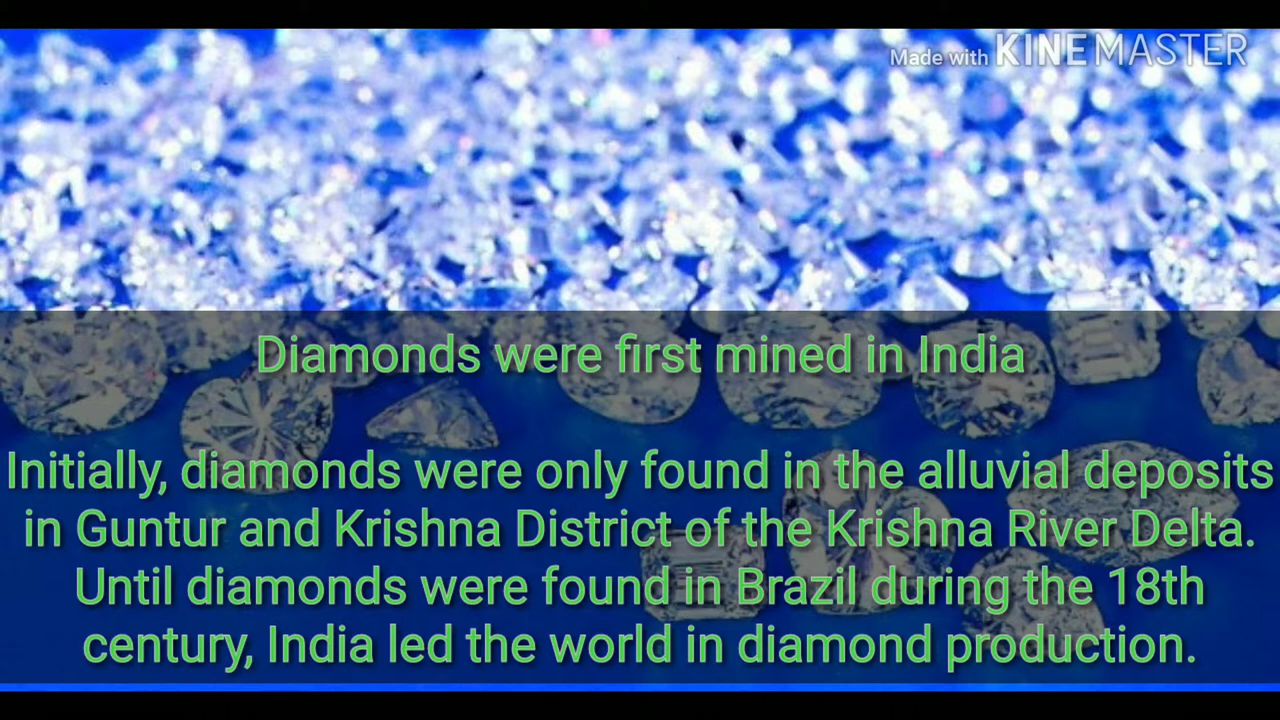 Made with KINEMASTER
Diamonds were first mined in India
Initially, diamonds were only found in the alluvial deposits
in Guntur and Krishna District of the Krishna River Delta.
Until diamonds were found in Brazil during the 18th
century, India led the world in diamond production.